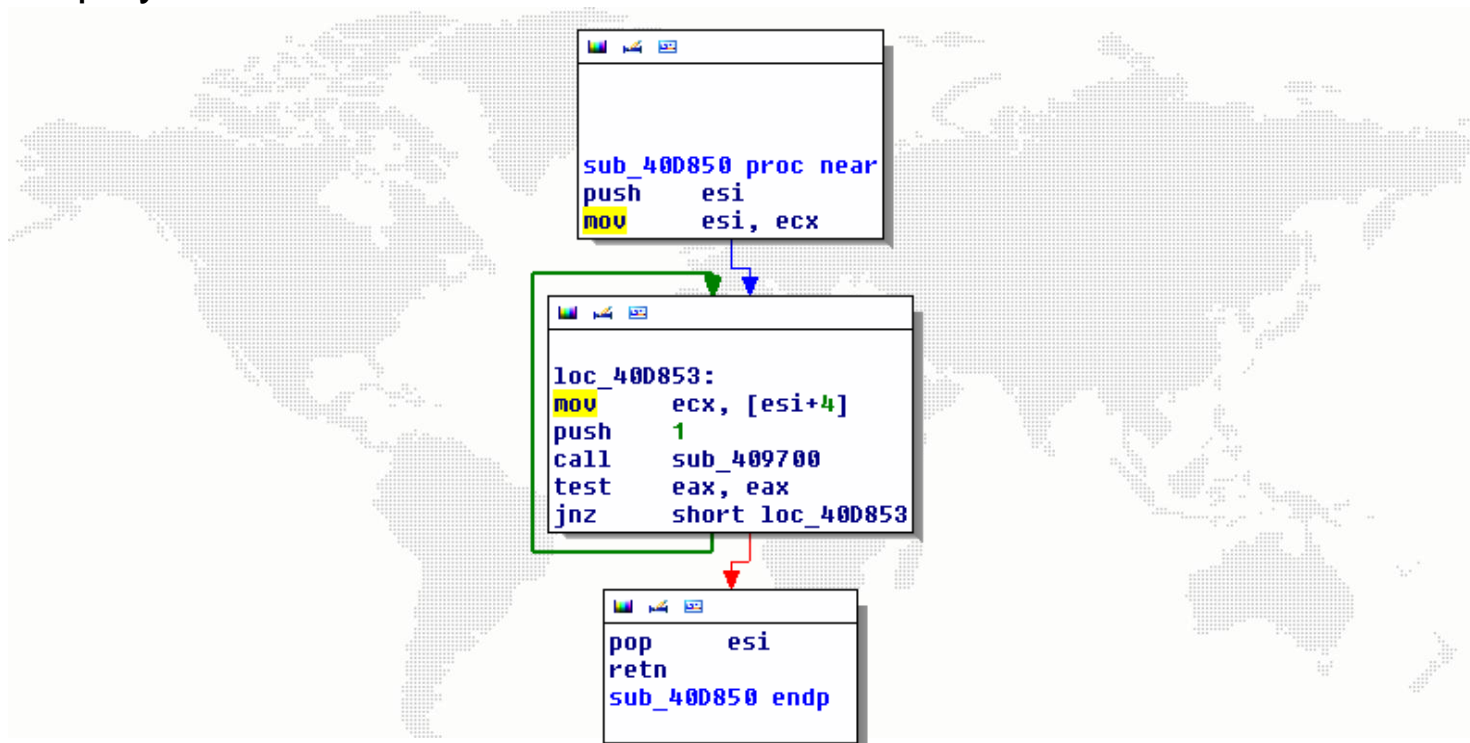 sub_40D850 proc near
push esi
mov esi, ecx
loc_40D853:
mov ecx, [esi+4]
push 1
call sub_409700
test eax, eax
jnz short loc_40D853
pop esi
retn
sub_40D850 endp